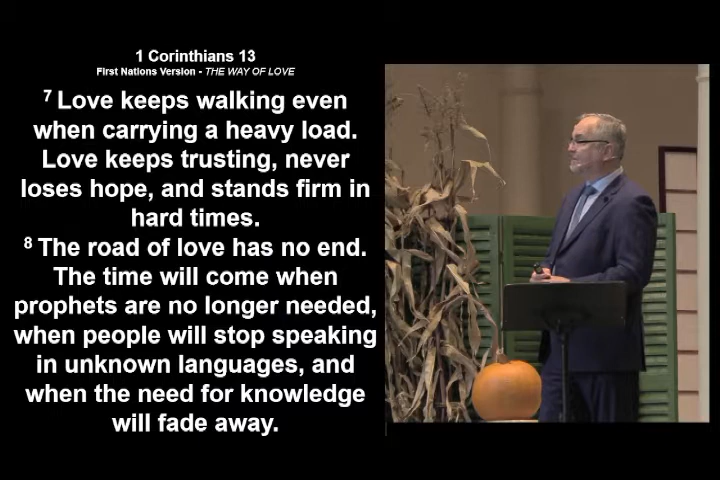 1 Corinthians 13
First Nations Version - THE WAY OF LOVE
7 Love keeps walking even
when carrying a heavy load.
Love keeps trusting, never
loses hope, and stands firm in
hard times.
8 The road of love has no end.
The time will come when
prophets are no longer needed,
when people will stop speaking
in unknown languages, and
when the need for knowledge
will fade away.